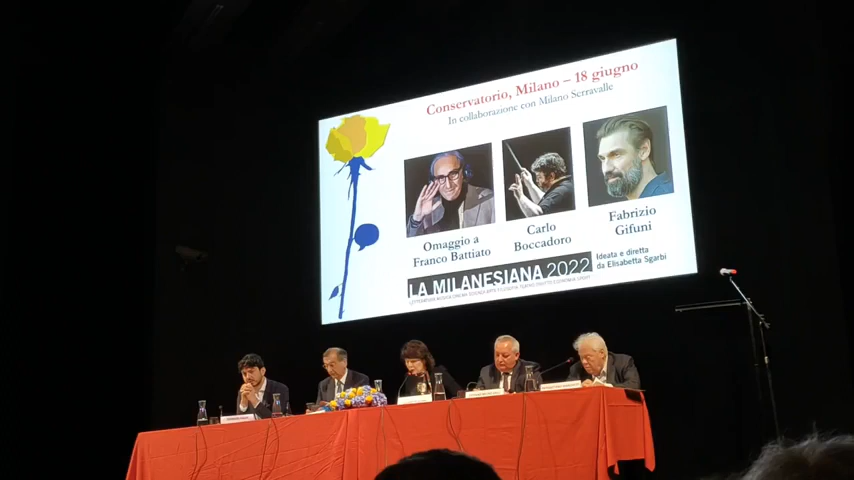 Conservatorio, Milano – 18 giugno
In collaborazione con Milano Serravalle
Omaggio a
Franco Battiato
Carlo
Boccadoro
Fabrizio
Gifuni
LA MILANESIANA 2022
Ideata e diretta
da Elisabetta Sgarbi